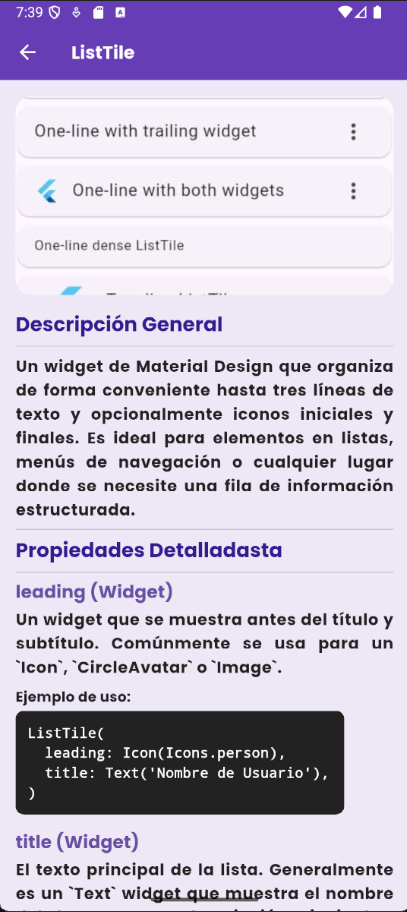 7:39
ListTile
One-line with trailing widget
One-line with both widgets
One-line dense ListTile
Descripción General
Un widget de Material Design que organiza
de forma conveniente hasta tres líneas de
texto y opcionalmente iconos iniciales y
finales. Es ideal para elementos en listas,
menús de navegación o cualquier lugar
donde se necesite una fila de información
estructurada.
Propiedades Detalladasta
leading (Widget)
Un widget que se muestra antes del título y
subtítulo. Comúnmente se usa para un
`Icon`, `CircleAvatar` o `Image`.
Ejemplo de uso:
ListTile(
  leading: Icon(Icons.person),
  title: Text('Nombre de Usuario'),
)
title (Widget)
El texto principal de la lista. Generalmente
es un `Text` widget que muestra el nombre